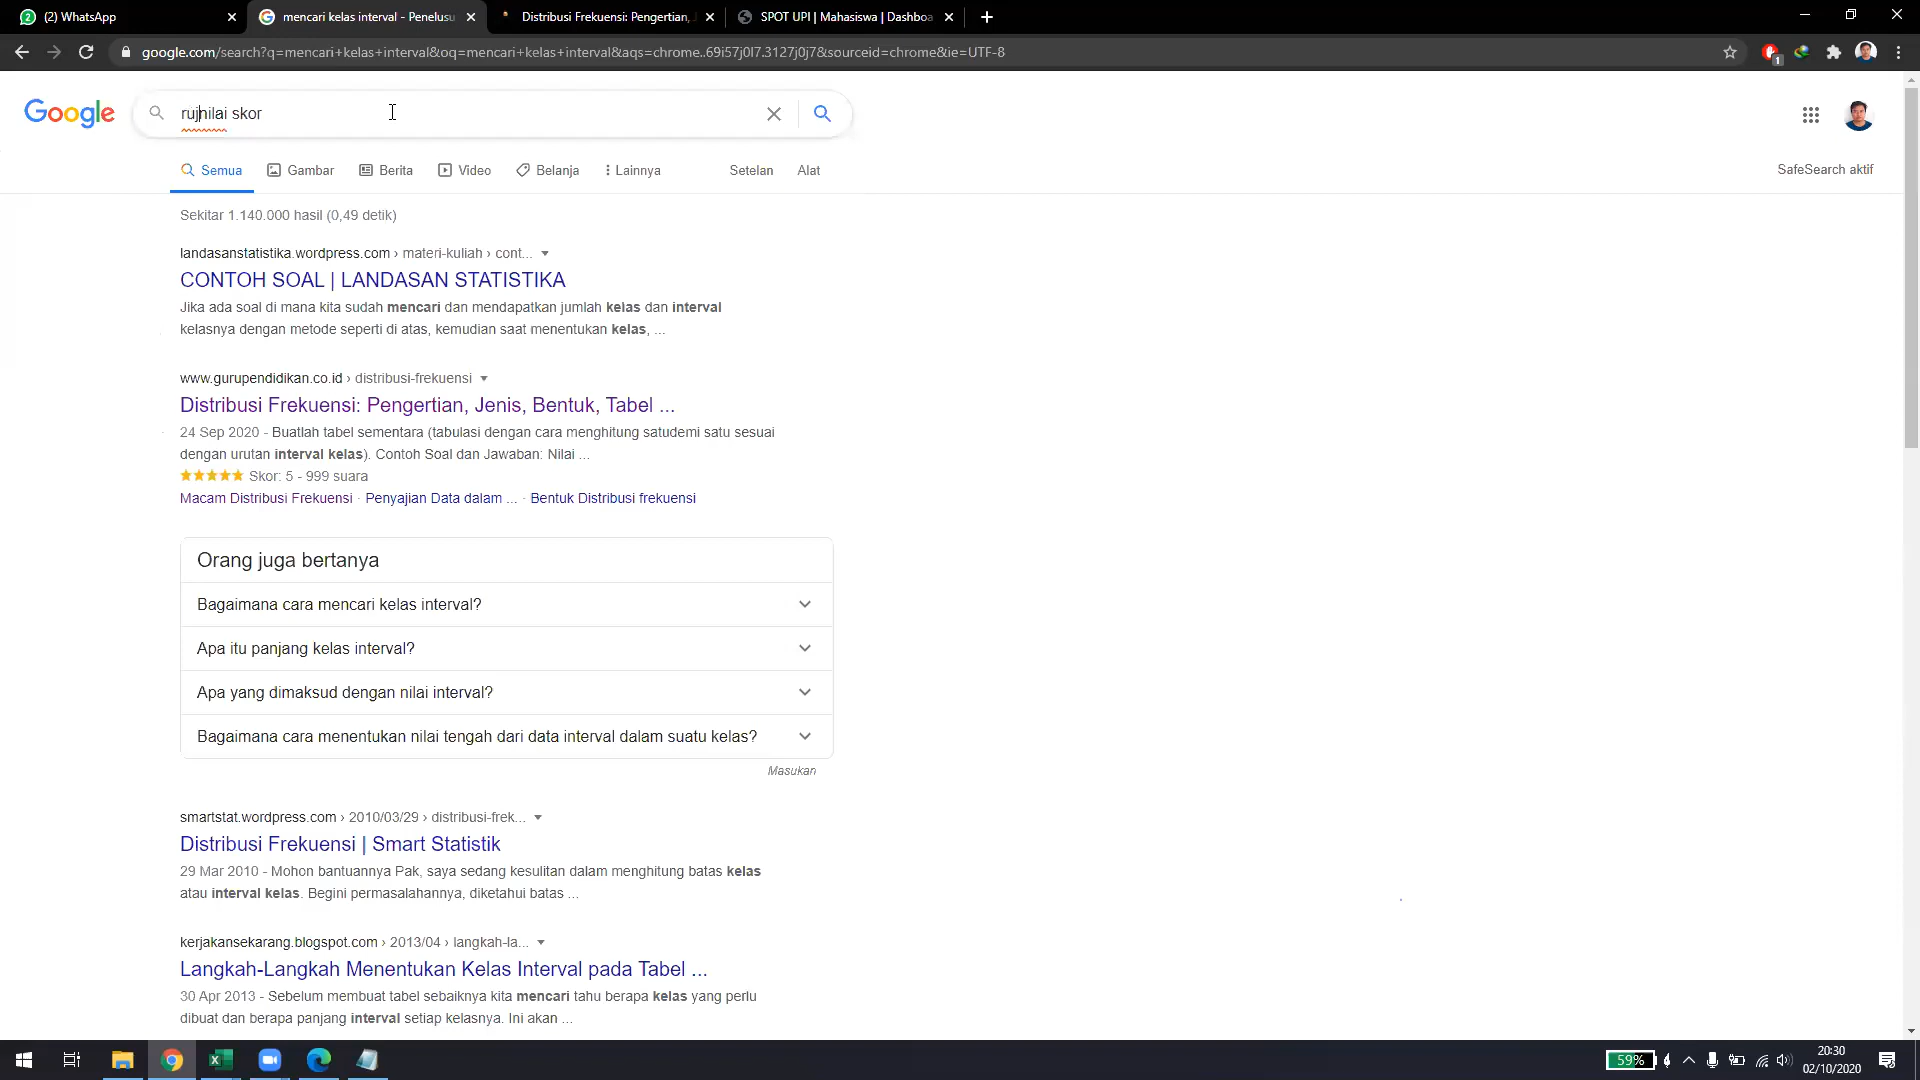 (2) WhatsApp
mencari kelas interval - Penelusu
Distribusi Frekuensi: Pengertian,
SPOT UPI | Mahasiswa | Dashboa
google.com/search?q=mencari+kelas+interval&oq=mencari+kelas+interval&aqs=chrome..69i57j0l7.3127j0j7&sourceid=chrome&ie=UTF-8
1
Google
rujnilai skor
Semua
Gambar
Berita
Video
Belanja
Lainnya
Setelan
Alat
SafeSearch aktif
Sekitar 1.140.000 hasil (0,49 detik)
landasanstatistika.wordpress.com › materi-kuliah › cont...
CONTOH SOAL | LANDASAN STATISTIKA
Jika ada soal di mana kita sudah mencari dan mendapatkan jumlah kelas dan interval
kelasnya dengan metode seperti di atas, kemudian saat menentukan kelas, ...
www.gurupendidikan.co.id › distribusi-frekuensi
Distribusi Frekuensi: Pengertian, Jenis, Bentuk, Tabel ...
24 Sep 2020 - Buatlah tabel sementara (tabulasi dengan cara menghitung satudemi satu sesuai
dengan urutan interval kelas). Contoh Soal dan Jawaban: Nilai ...
Skor: 5 - 999 suara
Macam Distribusi Frekuensi · Penyajian Data dalam ... · Bentuk Distribusi frekuensi
Orang juga bertanya
Bagaimana cara mencari kelas interval?
Apa itu panjang kelas interval?
Apa yang dimaksud dengan nilai interval?
Bagaimana cara menentukan nilai tengah dari data interval dalam suatu kelas?
Masukan
smartstat.wordpress.com › 2010/03/29 › distribusi-frek...
Distribusi Frekuensi | Smart Statistik
29 Mar 2010 - Mohon bantuannya Pak, saya sedang kesulitan dalam menghitung batas kelas
atau interval kelas. Begini permasalahannya, diketahui batas ...
kerjakansekarang.blogspot.com › 2013/04 › langkah-la...
Langkah-Langkah Menentukan Kelas Interval pada Tabel ...
30 Apr 2013 - Sebelum membuat tabel sebaiknya kita mencari tahu berapa kelas yang perlu
dibuat dan berapa panjang interval setiap kelasnya. Ini akan ...
59%
20:30
02/10/2020